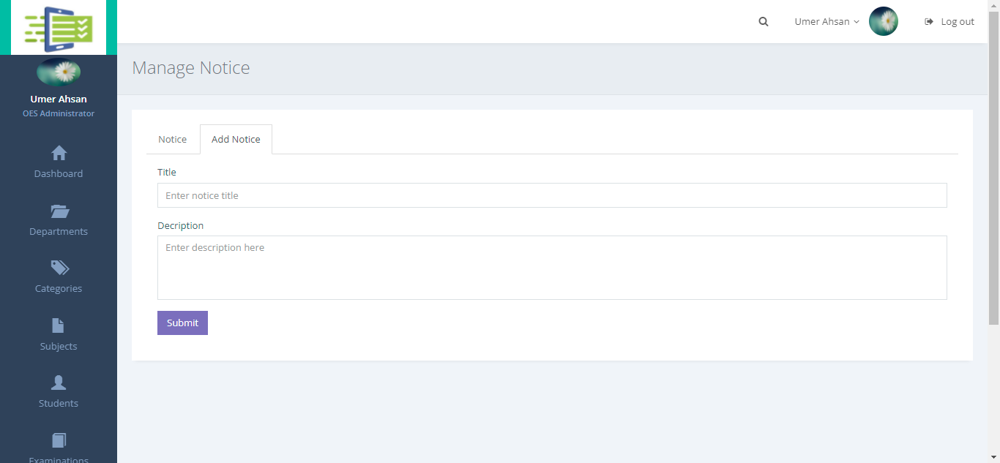 Umer Ahsan
Log out
Umer Ahsan
OES Administrator
Dashboard
Departments
Categories
Subjects
Students
Examinations
Manage Notice
Notice
Add Notice
Title
Enter notice title
Decription
Enter description here
Submit